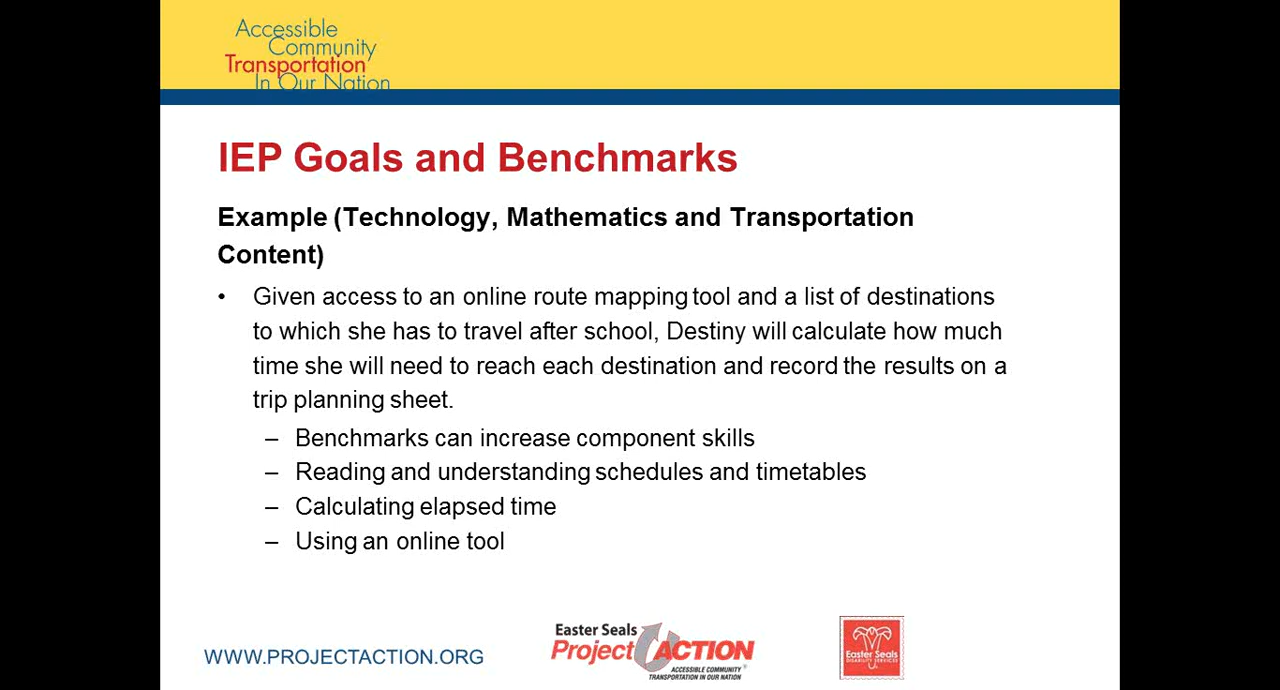 Accessible
Community
Transportation
In Our Nation
IEP Goals and Benchmarks
Example (Technology, Mathematics and Transportation
Content)
• Given access to an online route mapping tool and a list of destinations
to which she has to travel after school, Destiny will calculate how much
time she will need to reach each destination and record the results on a
trip planning sheet.
– Benchmarks can increase component skills
– Reading and understanding schedules and timetables
– Calculating elapsed time
– Using an online tool
WWW.PROJECTACTION.ORG
Easter Seals
Project ACTION
ACCESSIBLE COMMUNITY
TRANSPORTATION IN OUR NATION
Easter Seals
DISABILITY SERVICES